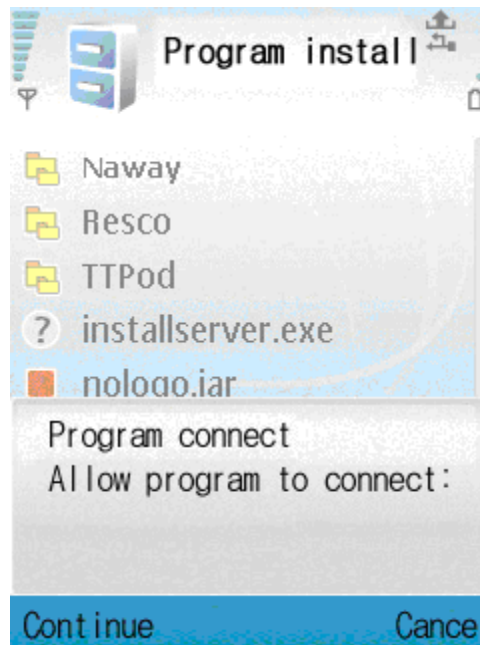 Program install
Naway
Resco
TTPod
installserver.exe
nologo.jar
Program connect
Allow program to connect:
Continue
Cance